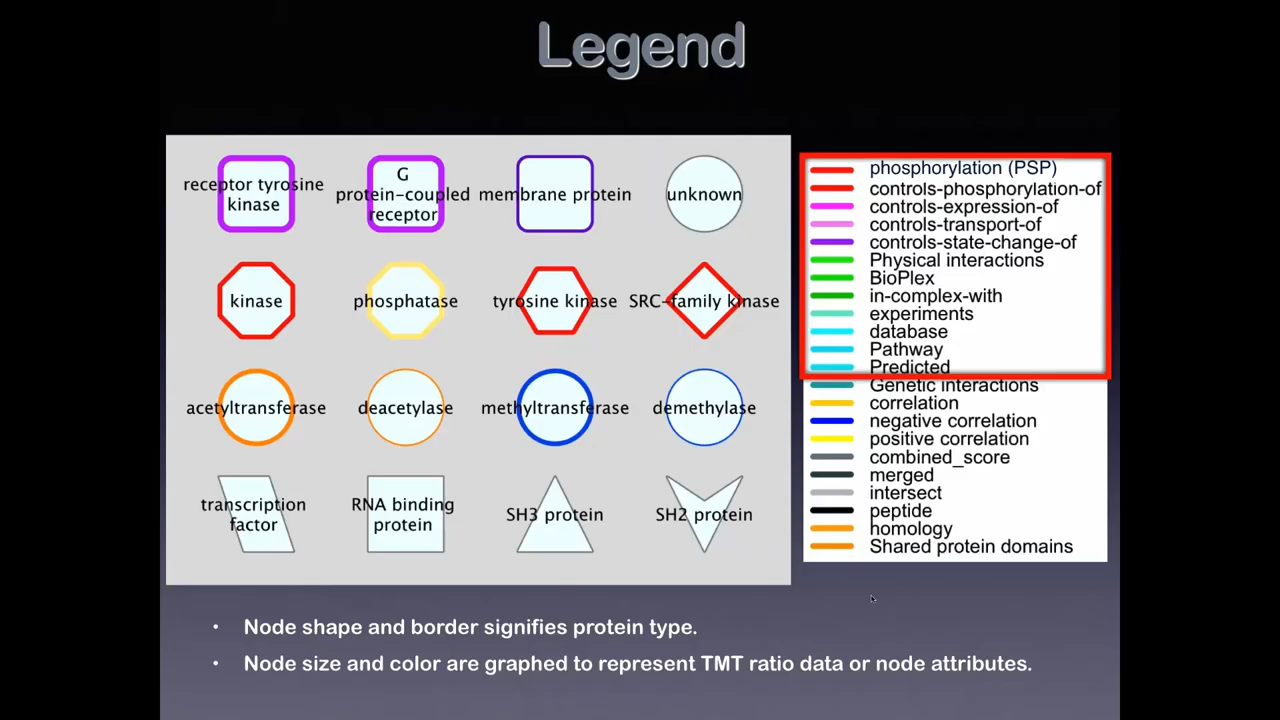 Legend
receptor tyrosine
kinase
G
protein-coupled
receptor
membrane protein
unknown
kinase
phosphatase
tyrosine kinase
SRC-family kinase
acetyltransferase
deacetylase
methyltransferase
demethylase
transcription
factor
RNA binding
protein
SH3 protein
SH2 protein
phosphorylation (PSP)
controls-phosphorylation-of
controls-expression-of
controls-transport-of
controls-state-change-of
Physical interactions
BioPlex
in-complex-with
experiments
database
Pathway
Predicted
Genetic interactions
correlation
negative correlation
positive correlation
combined_score
merged
intersect
peptide
homology
Shared protein domains
• Node shape and border signifies protein type.
• Node size and color are graphed to represent TMT ratio data or node attributes.